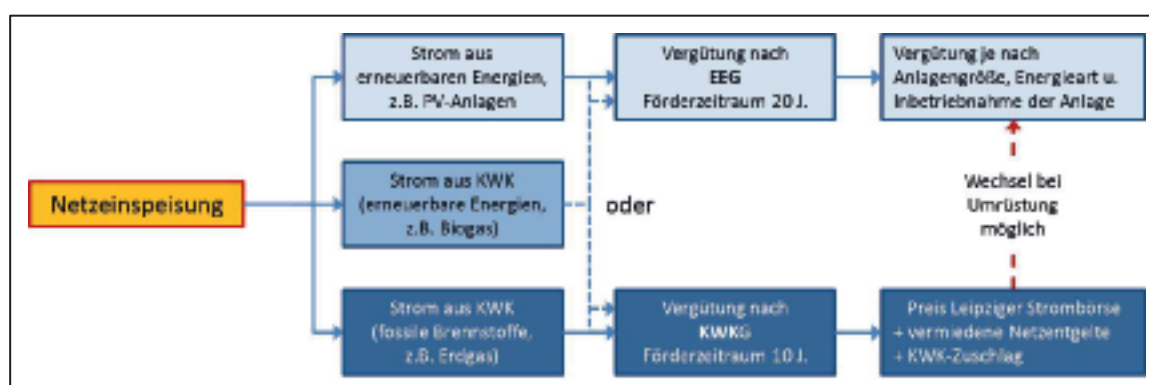 Netzeinspeisung
Strom aus
erneuerbaren Energien,
z.B. PV-Anlagen
Vergütung nach
EEG
Förderzeitraum 20 J.
Vergütung je nach
Anlagengröße, Energieart u.
Inbetriebnahme der Anlage
Strom aus KWK
(erneuerbare Energien,
z.B. Biogas)
oder
Wechsel bei
Umrüstung
möglich
Strom aus KWK
(fossile Brennstoffe,
z.B. Erdgas)
Vergütung nach
KWKG
Förderzeitraum 10 J.
Preis Leipziger Strombörse
+ vermiedene Netzentgelte
+ KWK-Zuschlag